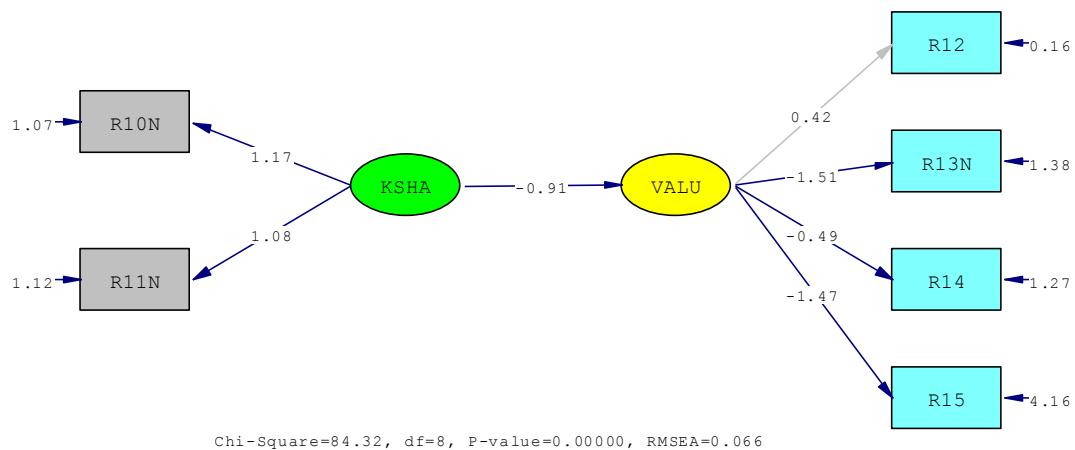 R12
0.16
0.42
1.07
R10N
1.17
R13N
1.38
-1.51
KSHA
-0.91
VALU
1.08
-0.49
1.12
R11N
R14
1.27
-1.47
R15
4.16
Chi-Square=84.32, df=8, P-value=0.00000, RMSEA=0.066